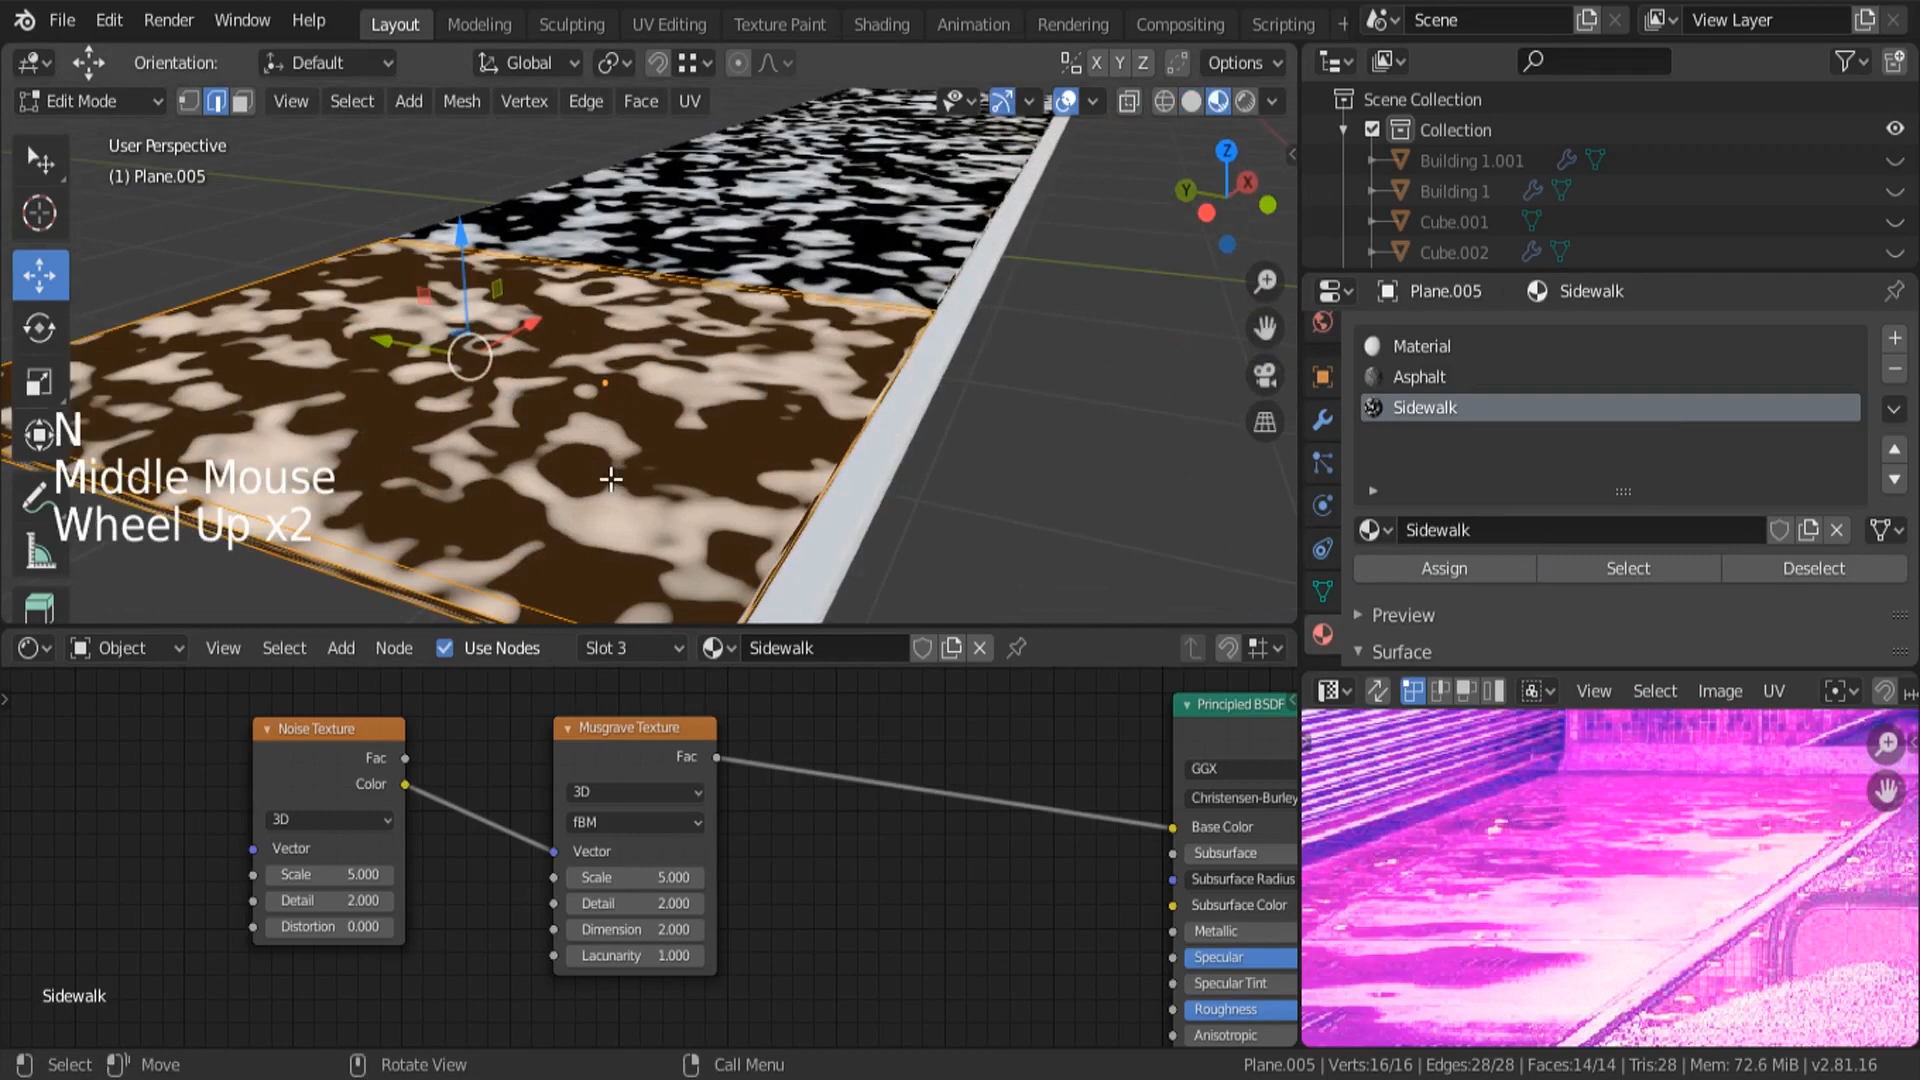 File Edit Render Window Help Layout Modeling Sculpting UV Editing Texture Paint Shading Animation Rendering Compositing Scripting + Scene View Layer
Orientation: Default Global X Y Z Options
Edit Mode View Select Add Mesh Vertex Edge Face UV
User Perspective
(1) Plane.005
Z
Y
X
N
Middle Mouse
Wheel Up x2
Scene Collection
Collection
Building 1.001
Building 1
Cube.001
Cube.002
Plane.005 Sidewalk
Material
Asphalt
Sidewalk
Sidewalk
Assign Select Deselect
Preview
Surface
Object View Select Add Node Use Nodes Slot 3 Sidewalk
Noise Texture
Fac
Color
3D
Vector
Scale 5.000
Detail 2.000
Distortion 0.000
Musgrave Texture
Fac
3D
fBM
Vector
Scale 5.000
Detail 2.000
Dimension 2.000
Lacunarity 1.000
Principled BSDF
GGX
Christensen-Burley
Base Color
Subsurface
Subsurface Radius
Subsurface Color
Metallic
Specular
Specular Tint
Roughness
Anisotropic
Sidewalk
View Select Image UV
Select Move Rotate View Call Menu
Plane.005 | Verts:16/16 | Edges:28/28 | Faces:14/14 | Tris:28 | Mem: 72.6 MiB | v2.81.16